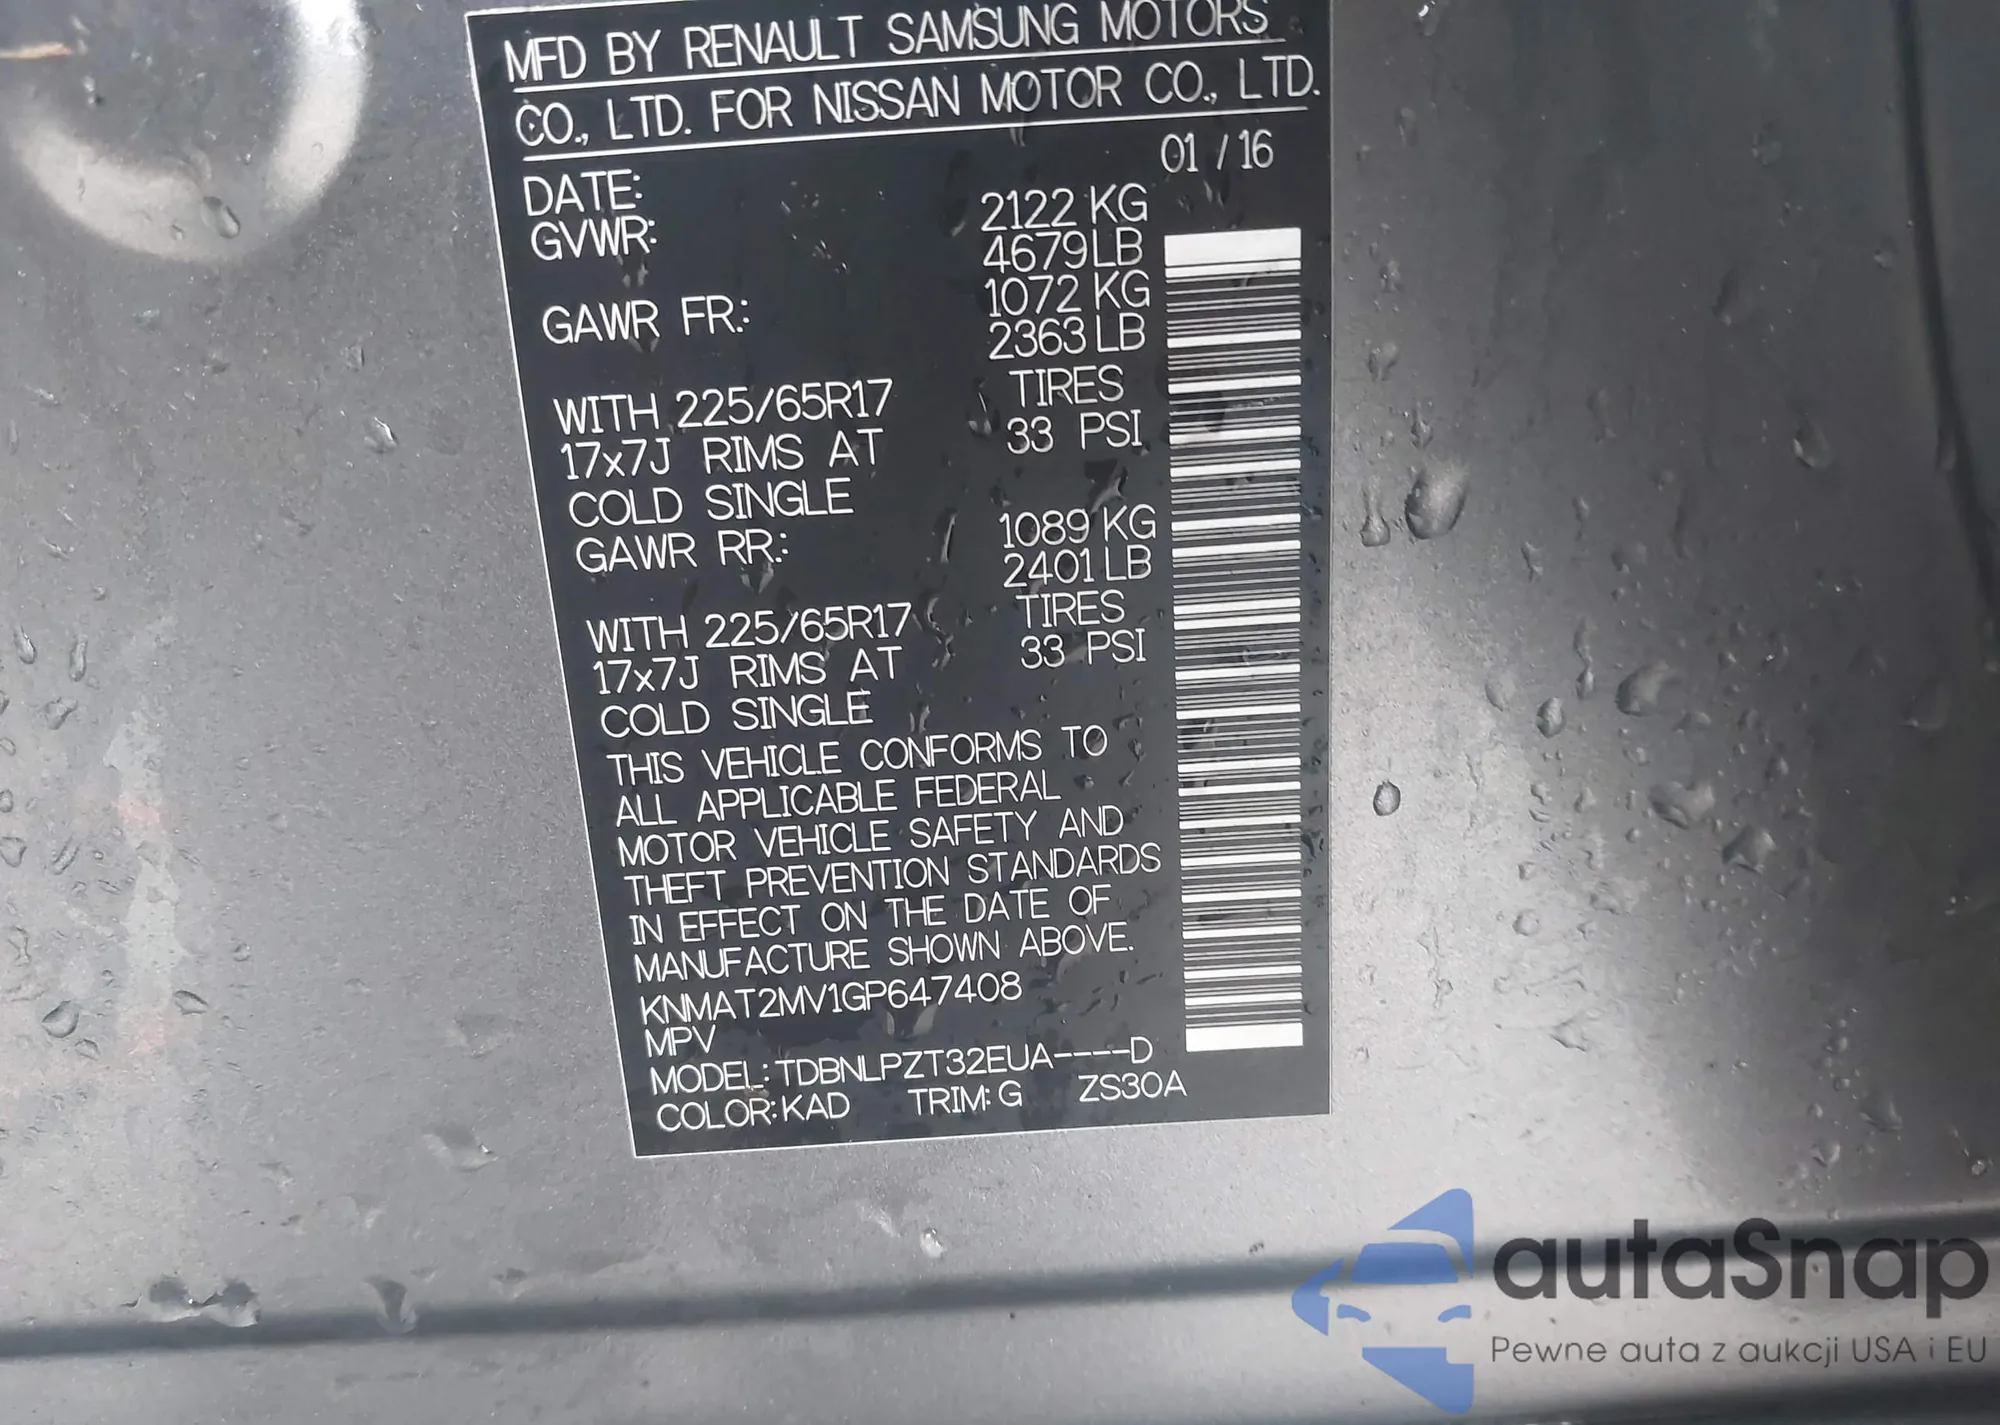 MFD BY RENAULT SAMSUNG MOTORS
CO., LTD. FOR NISSAN MOTOR CO., LTD.
DATE: 01 / 16
GVWR: 2122 KG
4679 LB
GAWR FR.: 1072 KG
2363 LB
WITH 225/65R17 TIRES
17x7J RIMS AT 33 PSI
COLD SINGLE
GAWR RR.: 1089 KG
2401 LB
WITH 225/65R17 TIRES
17x7J RIMS AT 33 PSI
COLD SINGLE
THIS VEHICLE CONFORMS TO
ALL APPLICABLE FEDERAL
MOTOR VEHICLE SAFETY AND
THEFT PREVENTION STANDARDS
IN EFFECT ON THE DATE OF
MANUFACTURE SHOWN ABOVE.
KNMAT2MV1GP647408
MPV
MODEL: TDBNLPZT32EUA----D
COLOR: KAD TRIM: G ZS30A
autaSnap
Pewne auta z aukcji USA i EU